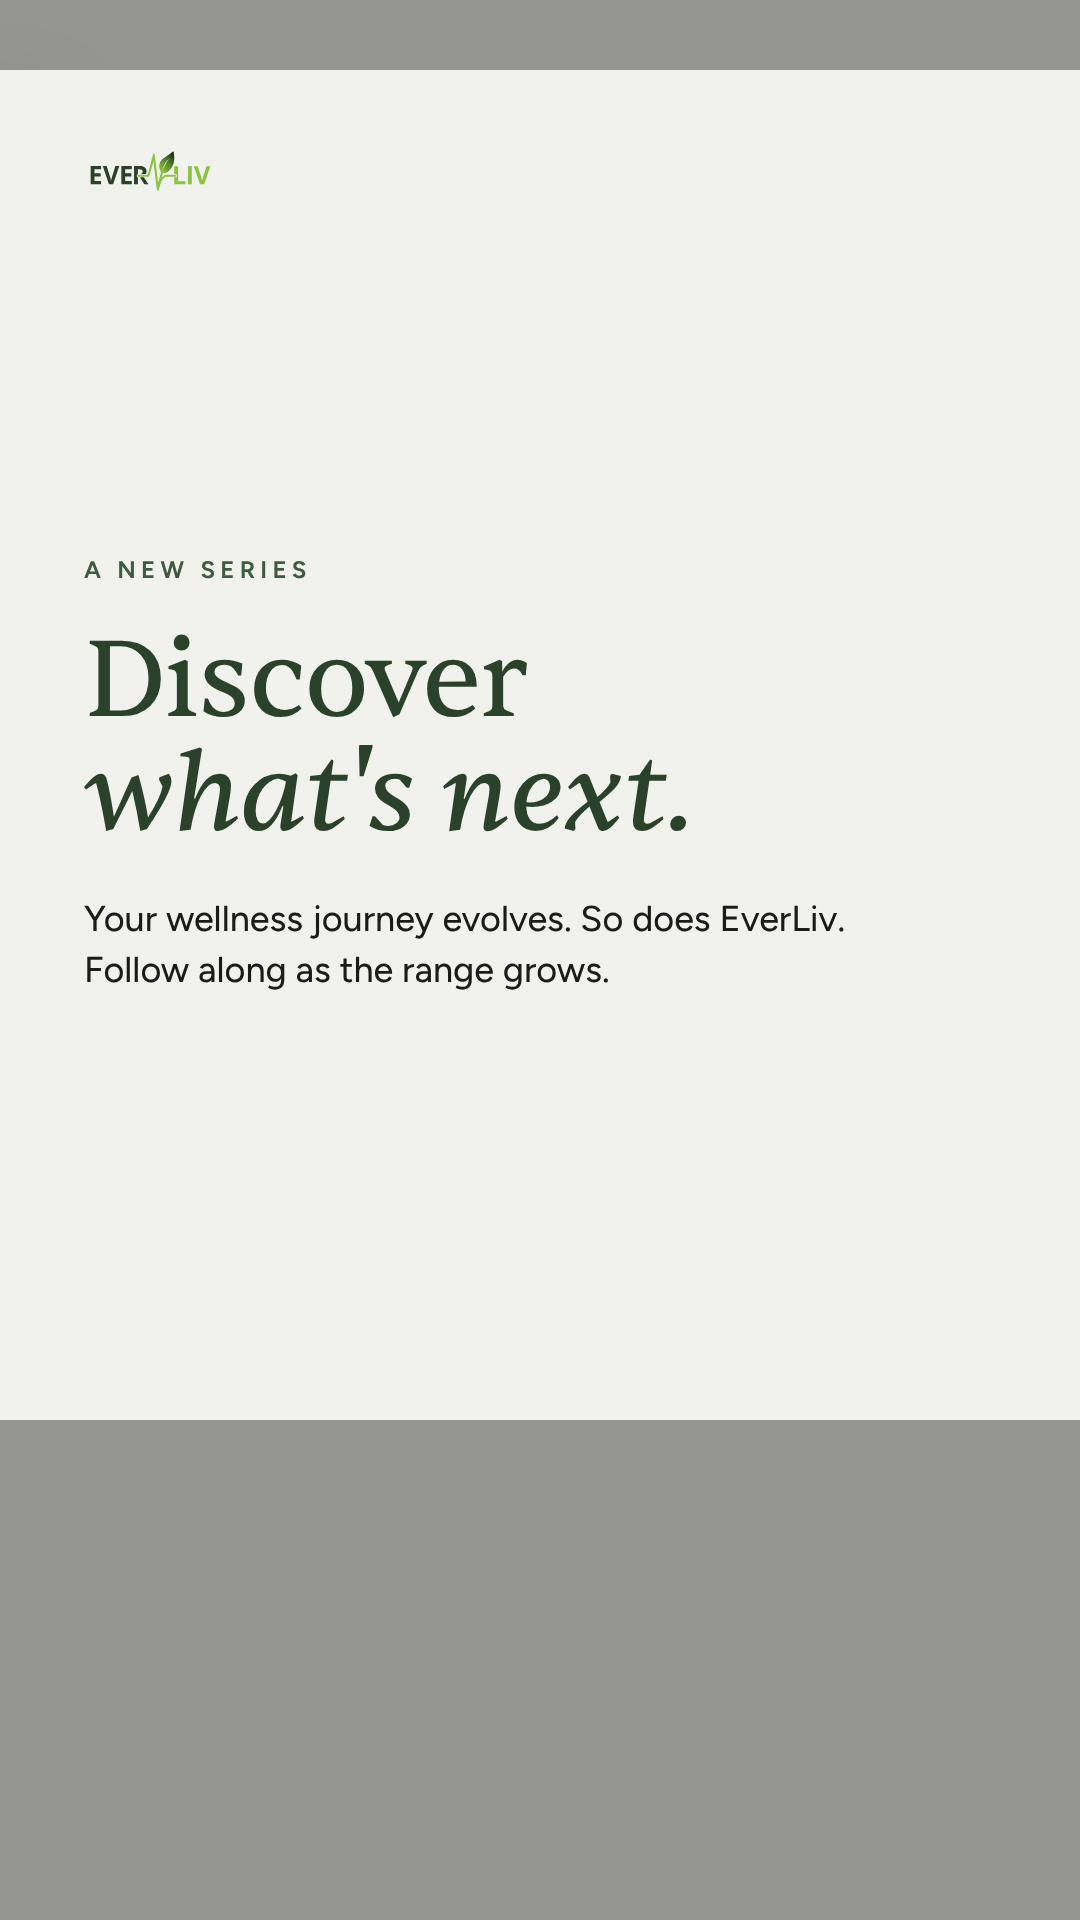 EVERLIV
A NEW SERIES
Discover
what's next.
Your wellness journey evolves. So does EverLiv.
Follow along as the range grows.